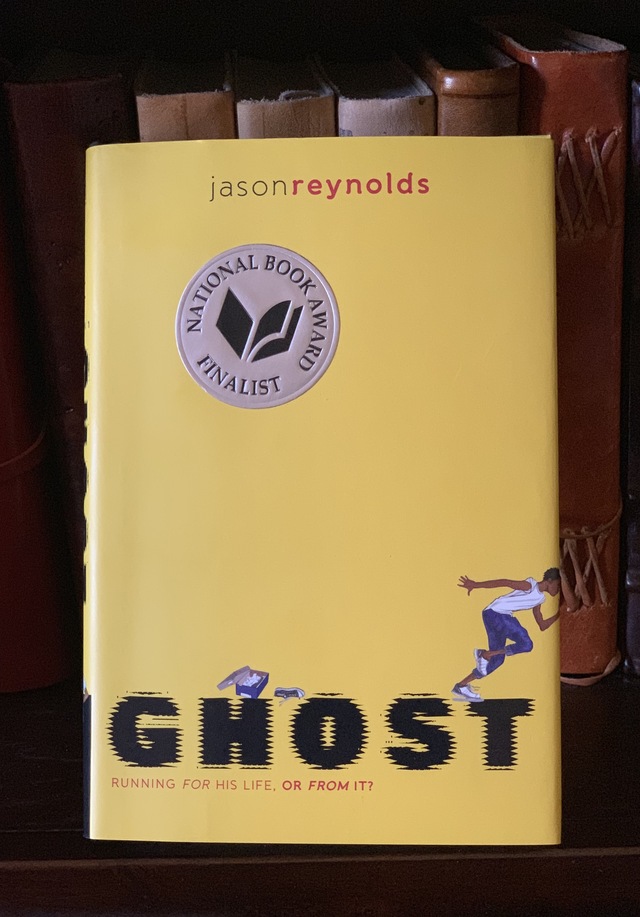 jasonreynolds
NATIONAL BOOK AWARD
FINALIST
GHOST
RUNNING FOR HIS LIFE, OR FROM IT?